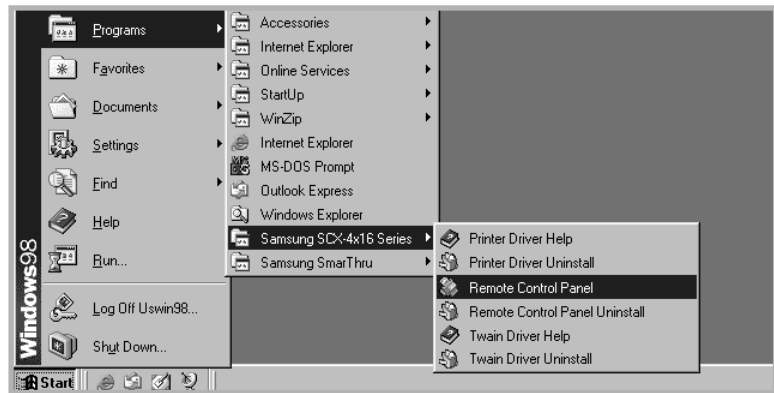 Programs
Favorites
Documents
Settings
Find
Help
Run...
Log Off Uswin98...
Shut Down...
Windows98
Start
Accessories
Internet Explorer
Online Services
StartUp
WinZip
Internet Explorer
MS-DOS Prompt
Outlook Express
Windows Explorer
Samsung SCX-4x16 Series
Samsung SmarThru
Printer Driver Help
Printer Driver Uninstall
Remote Control Panel
Remote Control Panel Uninstall
Twain Driver Help
Twain Driver Uninstall